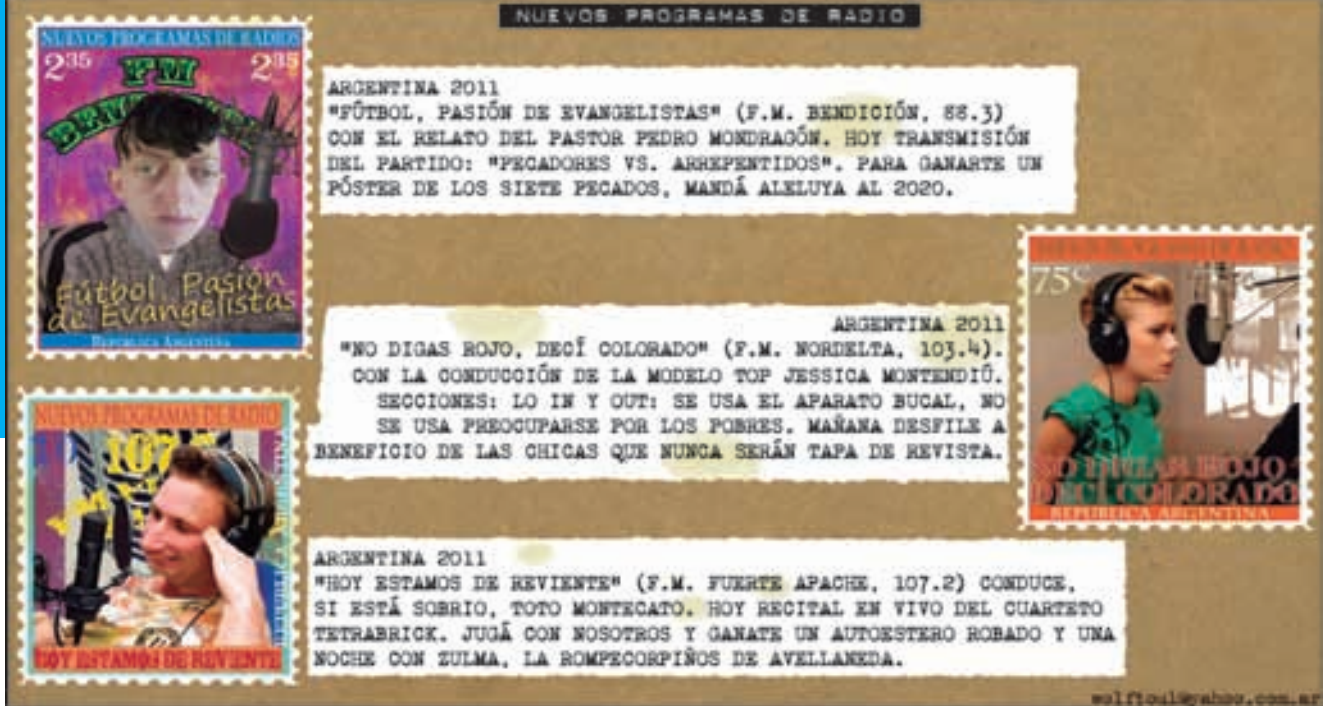 NUEVOS PROGRAMAS DE RADIO
NUEVOS PROGRAMAS DE RADIOS
2³⁵ 2³⁵
FM
Fútbol, Pasión
de Evangelistas
REPÚBLICA ARGENTINA
ARGENTINA 2011
"FÚTBOL, PASIÓN DE EVANGELISTAS" (F.M. BENDICIÓN, 88.3)
CON EL RELATO DEL PASTOR PEDRO MONDRAGÓN. HOY TRANSMISIÓN
DEL PARTIDO: "PECADORES VS. ARREPENTIDOS". PARA GANARTE UN
PÓSTER DE LOS SIETE PECADOS, MANDÁ ALELUYA AL 2020.
ARGENTINA 2011
"NO DIGAS ROJO, DECÍ COLORADO" (F.M. NORDELTA, 103.4).
CON LA CONDUCCIÓN DE LA MODELO TOP JESSICA MONTENDIÚ.
SECCIONES: LO IN Y OUT: SE USA EL APARATO BUCAL, NO
SE USA PREOCUPARSE POR LOS POBRES. MAÑANA DESFILE A
BENEFICIO DE LAS CHICAS QUE NUNCA SERÁN TAPA DE REVISTA.
75c
NO DIGAS ROJO
DECÍ COLORADO
REPÚBLICA ARGENTINA
NUEVOS PROGRAMAS DE RADIO
107
HOY ESTAMOS DE REVIENTE
ARGENTINA 2011
"HOY ESTAMOS DE REVIENTE" (F.M. FUERTE APACHE, 107.2) CONDUCE,
SI ESTÁ SOBRIO, TOTO MONTECATO. HOY RECITAL EN VIVO DEL CUARTETO
TETRABRICK. JUGÁ CON NOSOTROS Y GANATE UN AUTOESTERO ROBADO Y UNA
NOCHE CON ZULMA, LA ROMPECORPIÑOS DE AVELLANEDA.